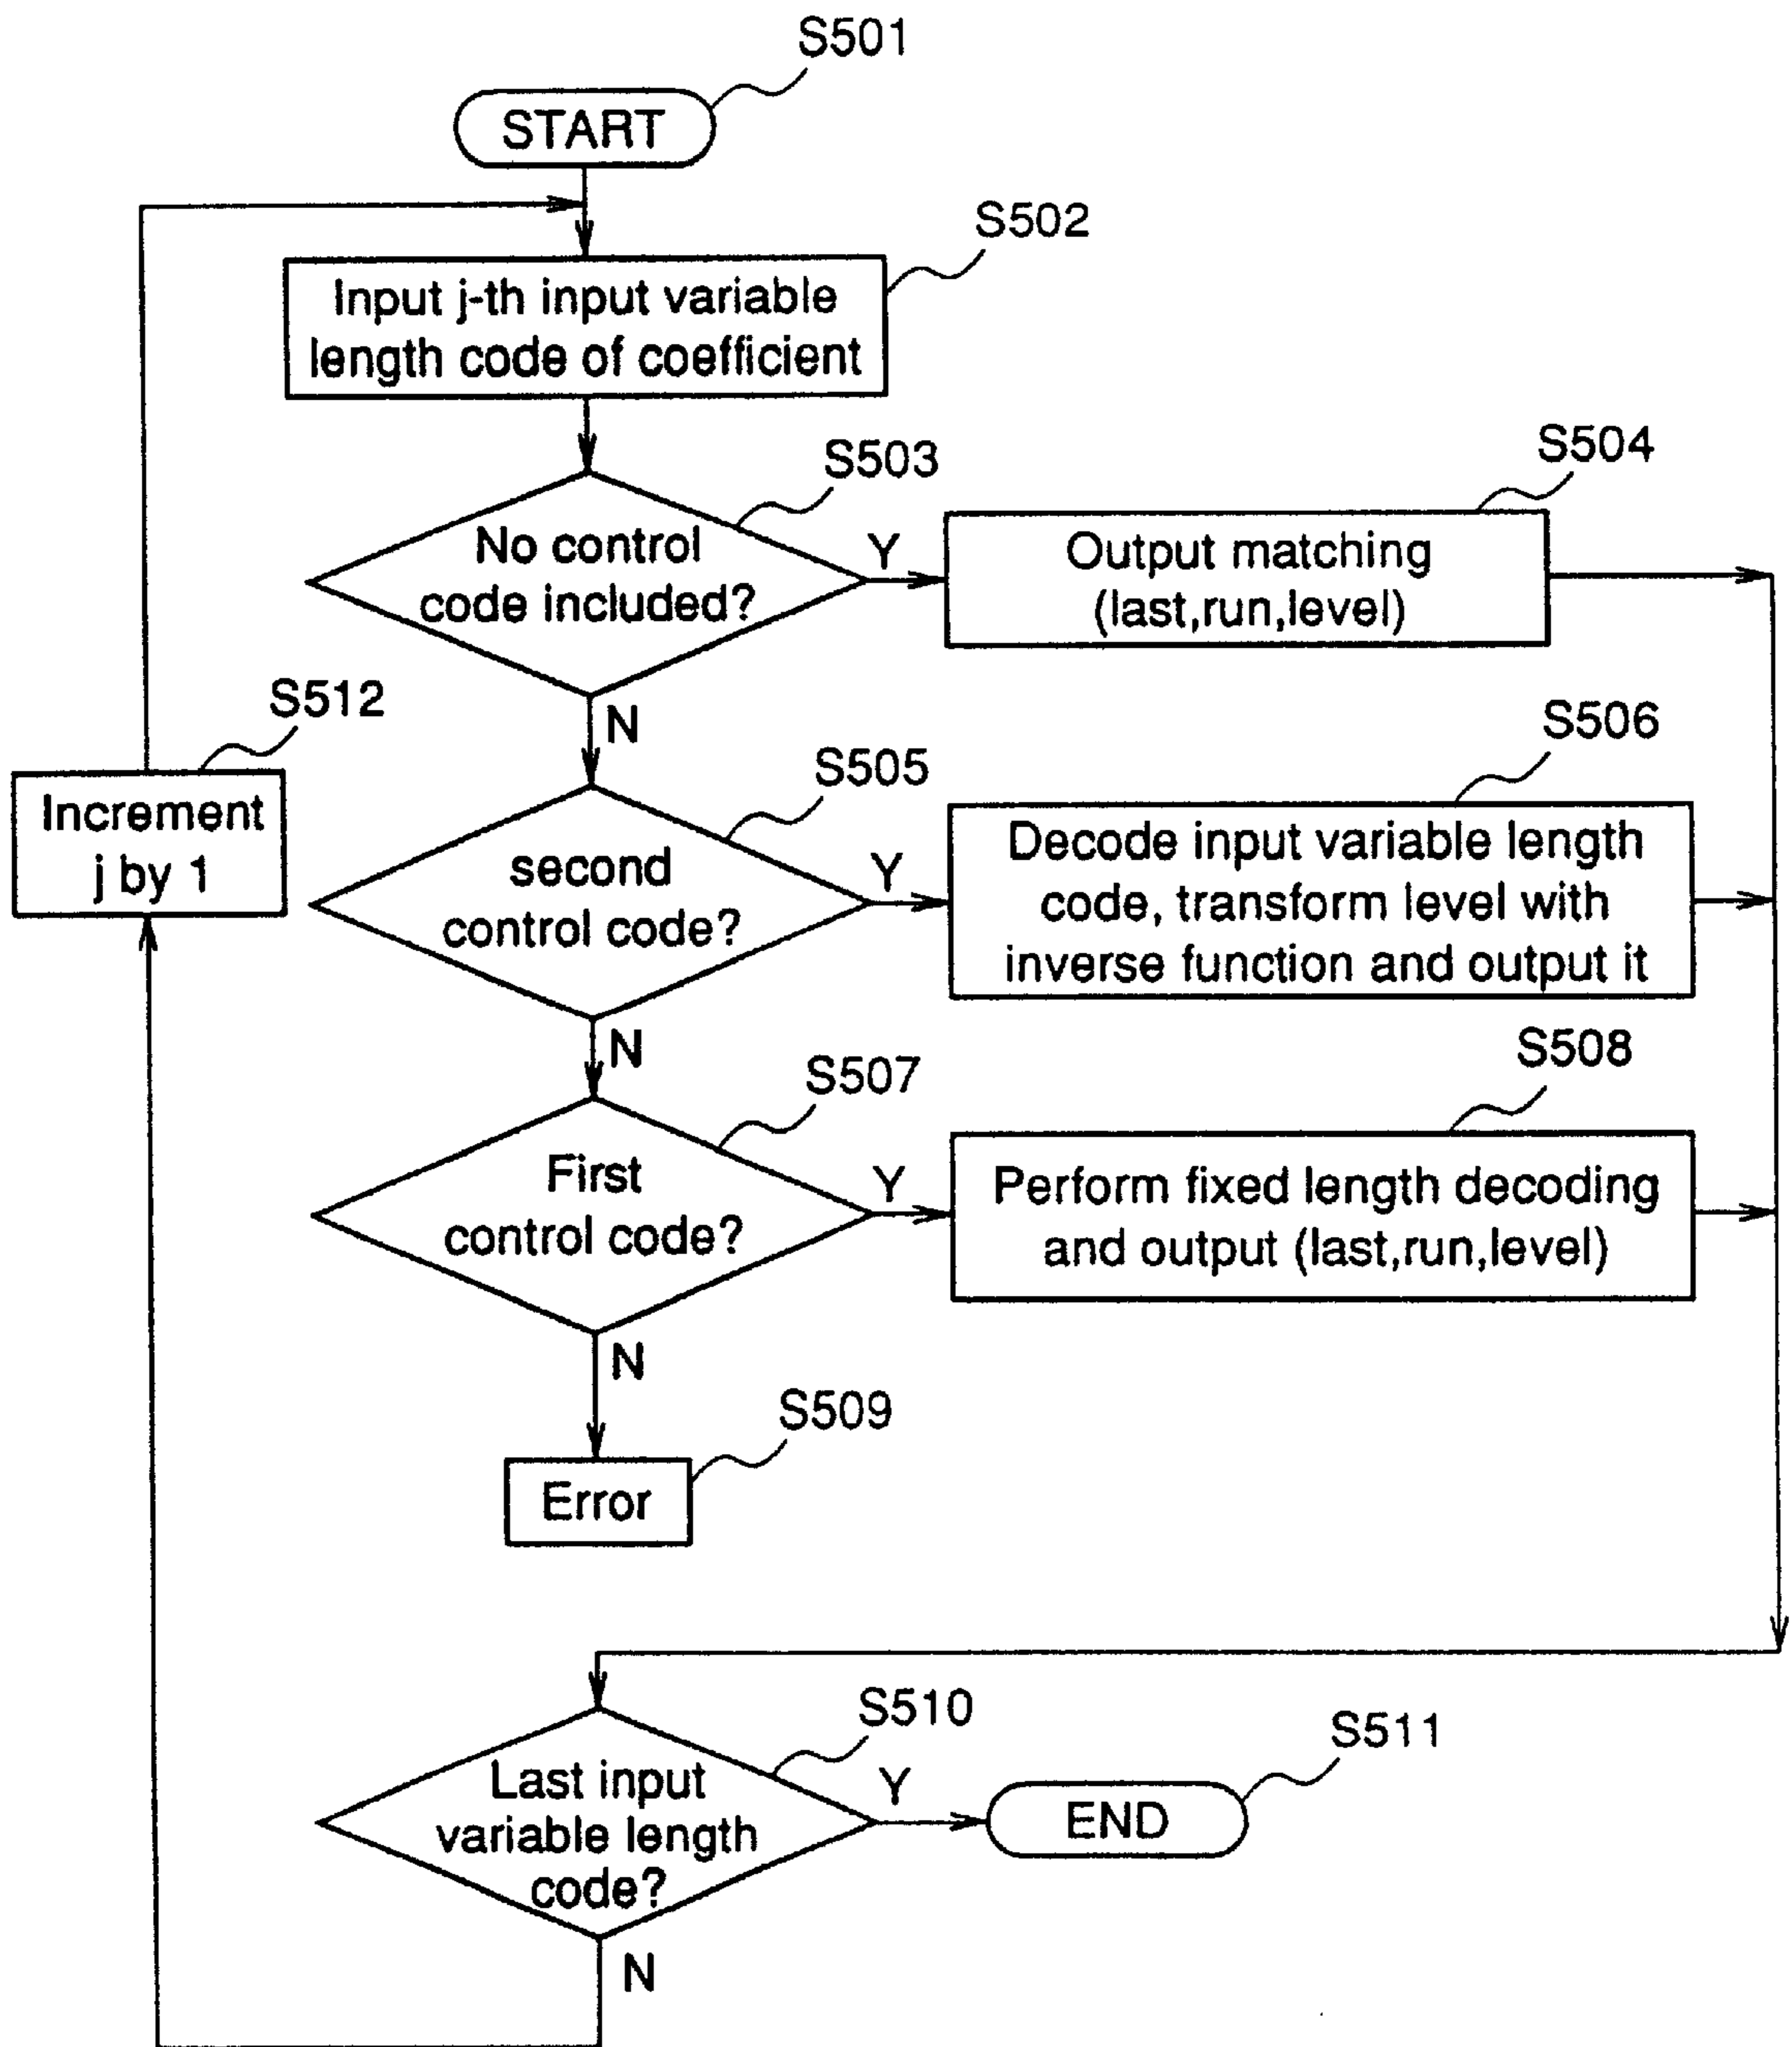 S501
START
S502
Input j-th input variable
length code of coefficient
S503
No control
code included?
Y
S504
Output matching
(last,run,level)
N
S512
Increment
j by 1
S505
second
control code?
Y
S506
Decode input variable length
code, transform level with
inverse function and output it
N
S507
First
control code?
Y
S508
Perform fixed length decoding
and output (last,run,level)
N
S509
Error
S510
Last input
variable length
code?
Y
S511
END
N